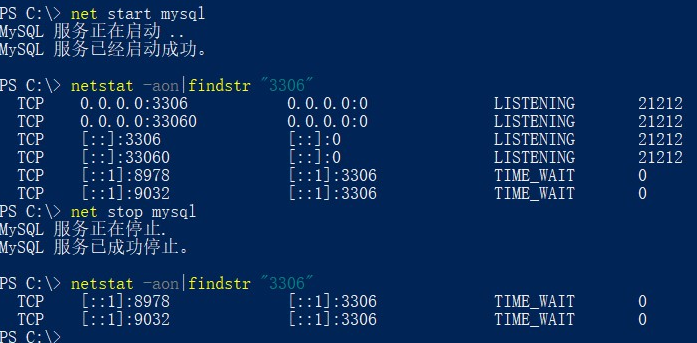 PS C:\> net start mysql
MySQL 服务正在启动 ..
MySQL 服务已经启动成功。
PS C:\> netstat -aon|findstr "3306"
TCP 0.0.0.0:3306 0.0.0.0:0 LISTENING 21212
TCP 0.0.0.0:33060 0.0.0.0:0 LISTENING 21212
TCP [::]:3306 [::]:0 LISTENING 21212
TCP [::]:33060 [::]:0 LISTENING 21212
TCP [::1]:8978 [::1]:3306 TIME_WAIT 0
TCP [::1]:9032 [::1]:3306 TIME_WAIT 0
PS C:\> net stop mysql
MySQL 服务正在停止.
MySQL 服务已成功停止。
PS C:\> netstat -aon|findstr "3306"
TCP [::1]:8978 [::1]:3306 TIME_WAIT 0
TCP [::1]:9032 [::1]:3306 TIME_WAIT 0
PS C:\>